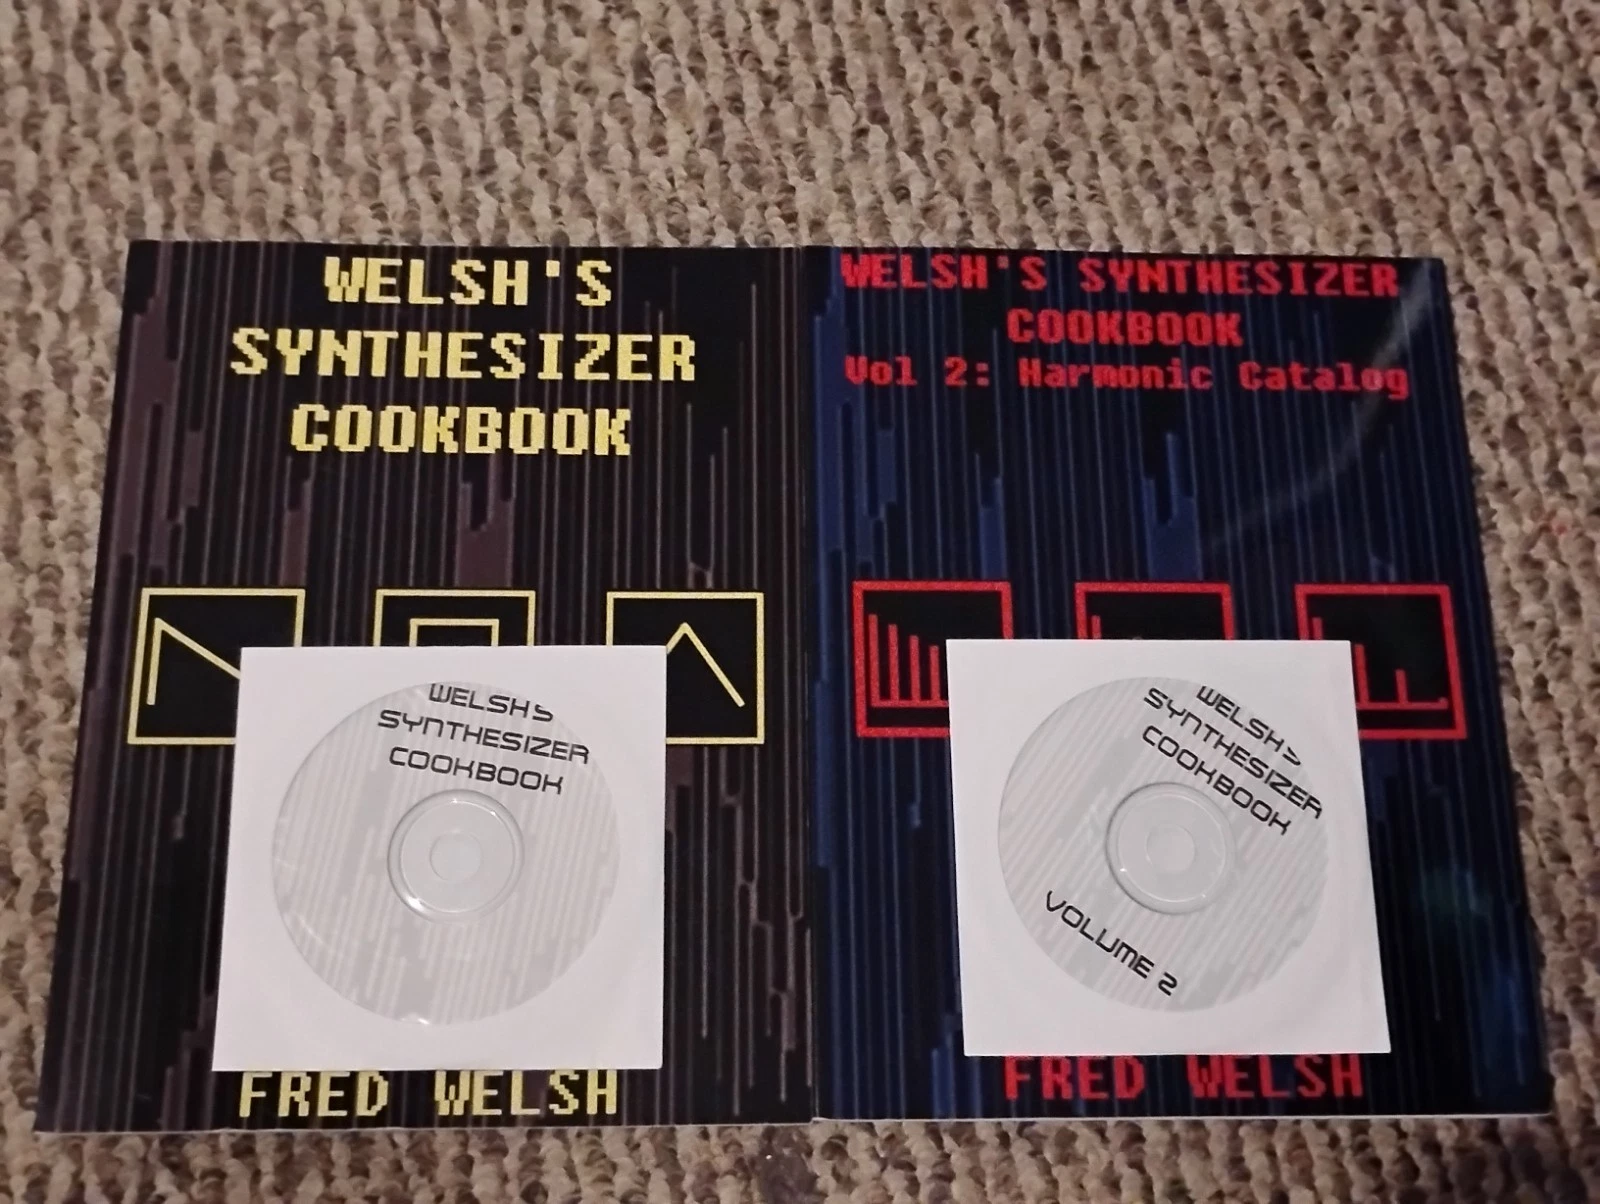 WELSH'S
SYNTHESIZER
COOKBOOK
WELSH'S
SYNTHESIZER
COOKBOOK
FRED WELSH
WELSH'S SYNTHESIZER
COOKBOOK
Vol 2: Harmonic Catalog
WELSH'S
SYNTHESIZER
COOKBOOK
VOLUME 2
FRED WELSH